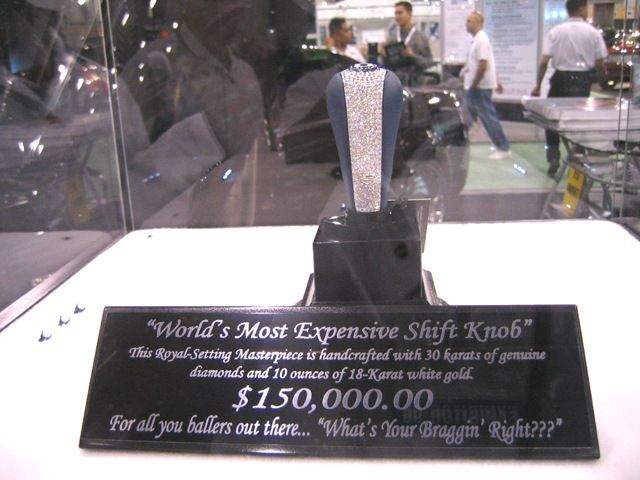 “World's Most Expensive Shift Knob”
This Royal-Setting Masterpiece is handcrafted with 30 karats of genuine
diamonds and 10 ounces of 18-Karat white gold.
$150,000.00
For all you ballers out there... “What's Your Braggin' Right???”